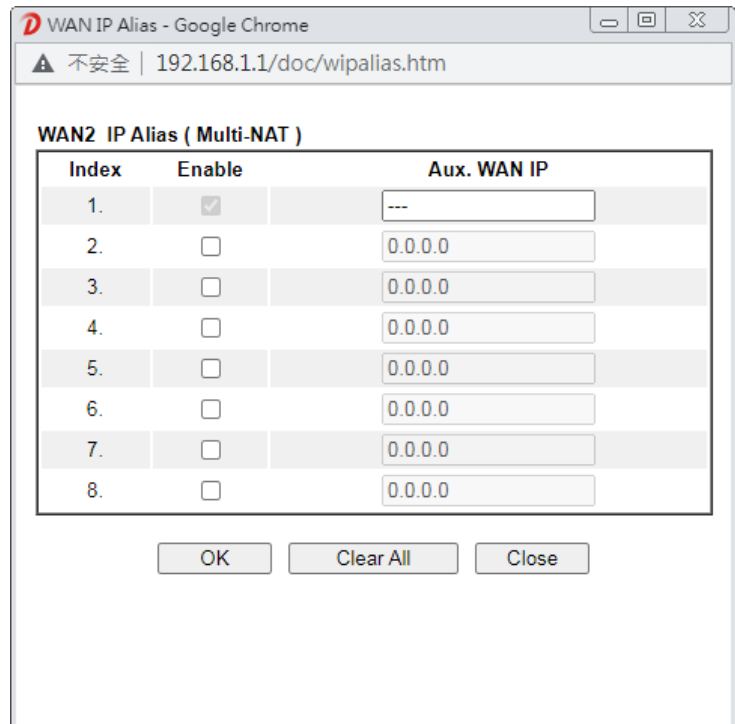 WAN IP Alias - Google Chrome
不安全 | 192.168.1.1/doc/wipalias.htm
WAN2 IP Alias ( Multi-NAT )
Index Enable Aux. WAN IP
1. ---
2. 0.0.0.0
3. 0.0.0.0
4. 0.0.0.0
5. 0.0.0.0
6. 0.0.0.0
7. 0.0.0.0
8. 0.0.0.0
OK Clear All Close